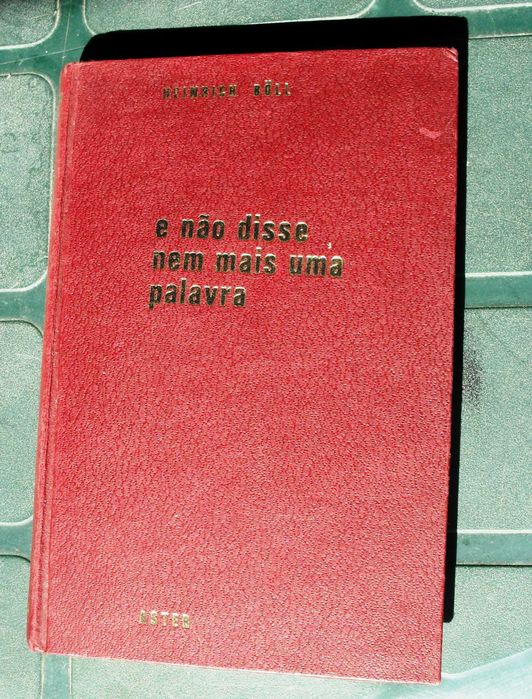 HEINRICH BÖLL
e não disse
nem mais uma
palavra
ASTER